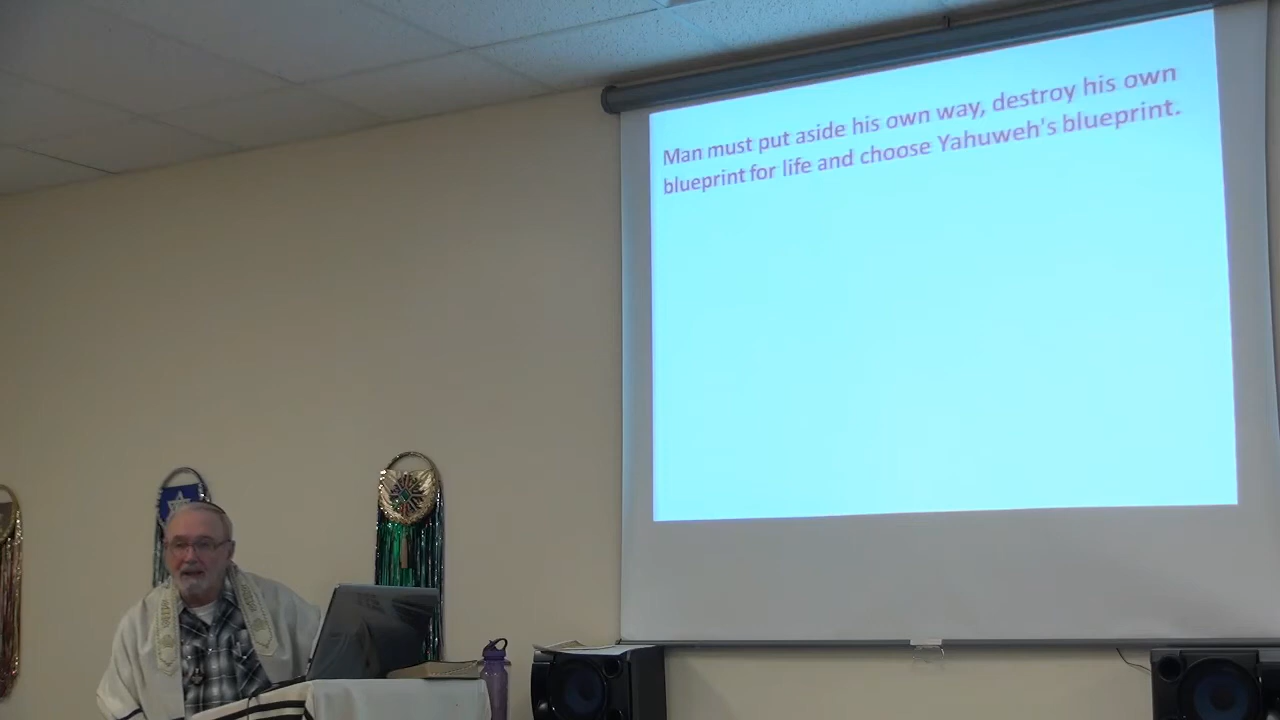 Man must put aside his own way, destroy his own
blueprint for life and choose Yahuweh's blueprint.